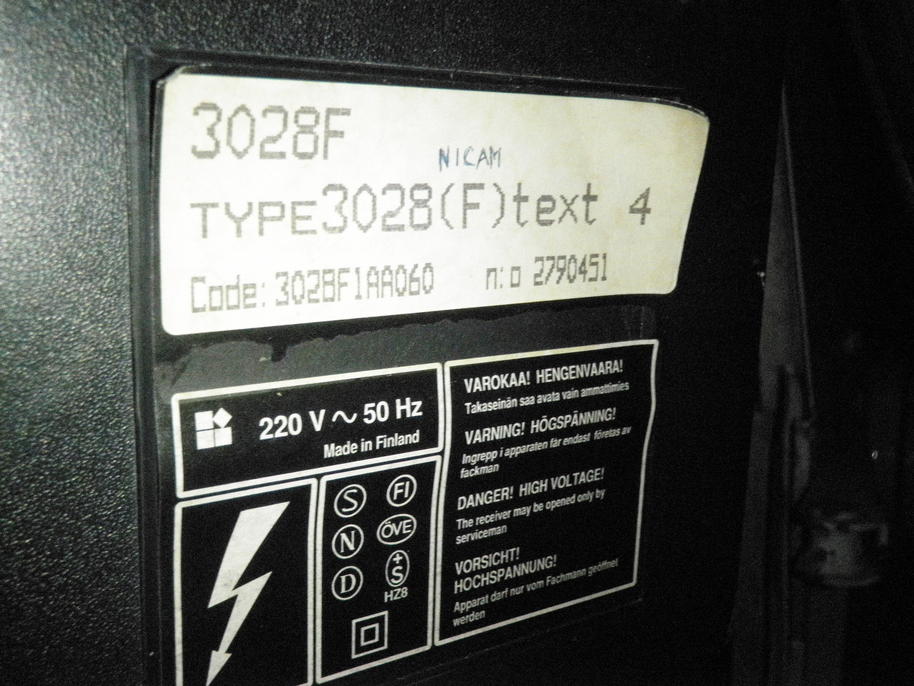 3028F
NICAM
TYPE3028(F)text 4
Code: 3028F1AA060 n:o 2790451
220 V ~ 50 Hz
Made in Finland
S FI
N ÖVE
D +S
HZ8
VAROKAA! HENGENVAARA!
Takaseinän saa avata vain ammattimies
VARNING! HÖGSPÄNNING!
Ingrepp i apparaten får endast företas av
fackman
DANGER! HIGH VOLTAGE!
The receiver may be opened only by
serviceman
VORSICHT!
HOCHSPANNUNG!
Apparat darf nur vom Fachmann geöffnet
werden